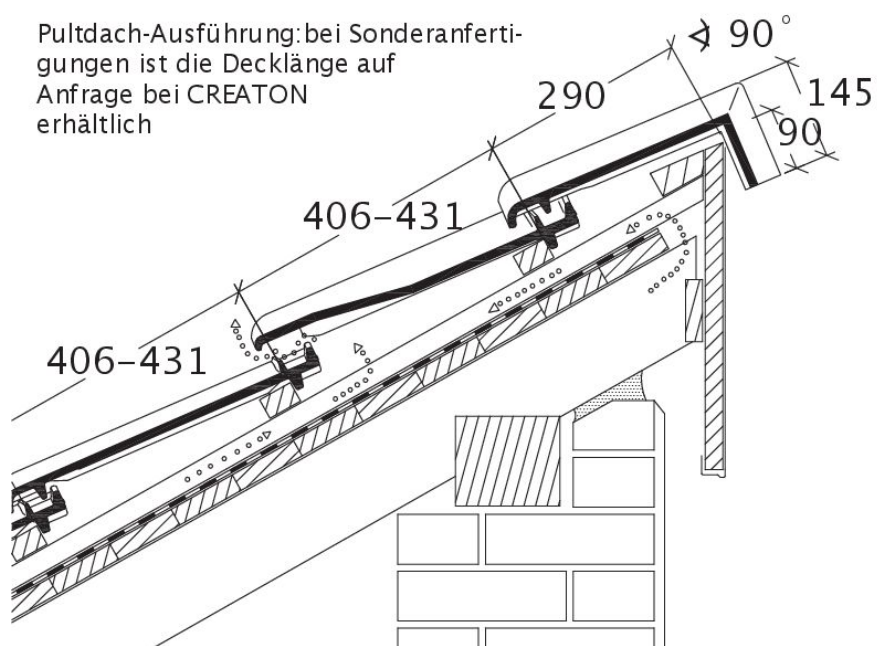 Pultdach-Ausführung: bei Sonderanferti-
gungen ist die Decklänge auf
Anfrage bei CREATON
erhältlich
∢ 90°
290
145
90
406–431
406–431